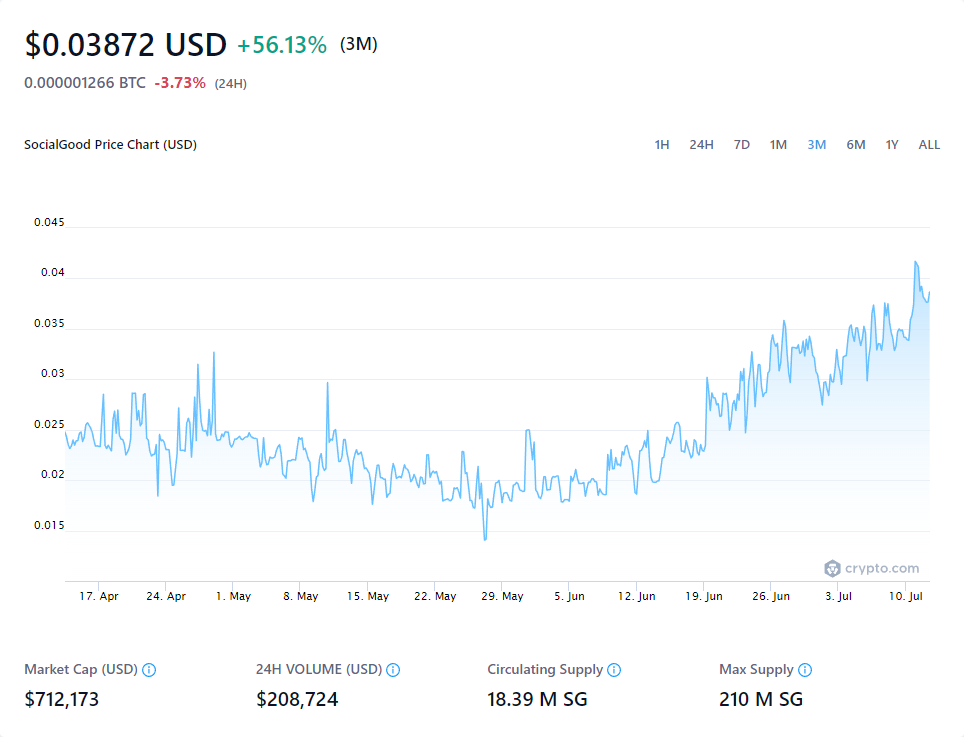 $0.03872 USD +56.13% (3M)
0.000001266 BTC -3.73% (24H)
SocialGood Price Chart (USD) 1H 24H 7D 1M 3M 6M 1Y ALL
0.045
0.04
0.035
0.03
0.025
0.02
0.015
crypto.com
17. Apr 24. Apr 1. May 8. May 15. May 22. May 29. May 5. Jun 12. Jun 19. Jun 26. Jun 3. Jul 10. Jul
Market Cap (USD) 24H VOLUME (USD) Circulating Supply Max Supply
$712,173 $208,724 18.39 M SG 210 M SG